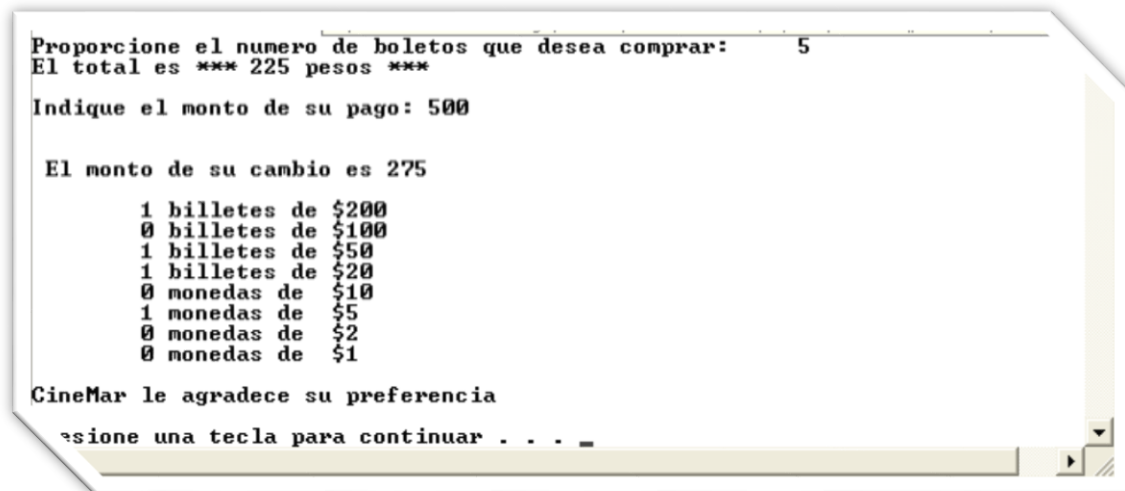 Proporcione el numero de boletos que desea comprar: 5
El total es *** 225 pesos ***
Indique el monto de su pago: 500
El monto de su cambio es 275
1 billetes de $200
0 billetes de $100
1 billetes de $50
1 billetes de $20
0 monedas de $10
1 monedas de $5
0 monedas de $2
0 monedas de $1
CineMar le agradece su preferencia
esione una tecla para continuar . . . _